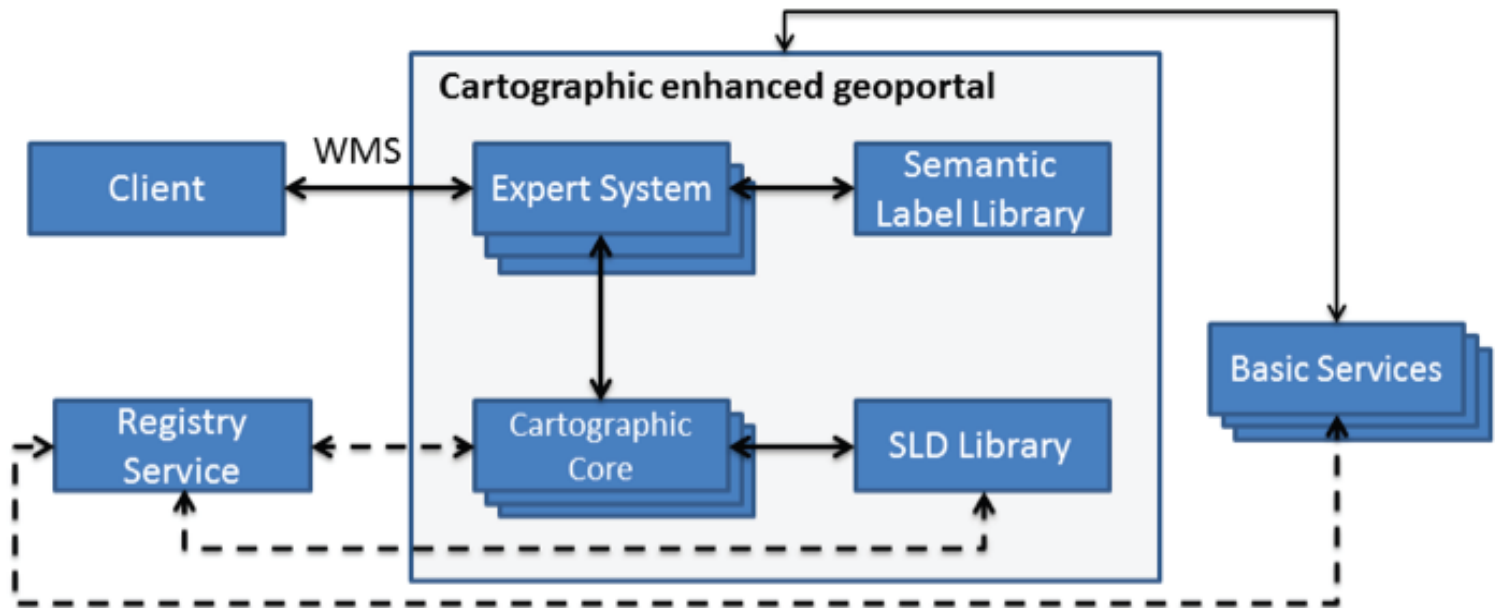 Cartographic enhanced geoportal
WMS
Client
Expert System
Semantic
Label Library
Basic Services
Registry
Service
Cartographic
Core
SLD Library